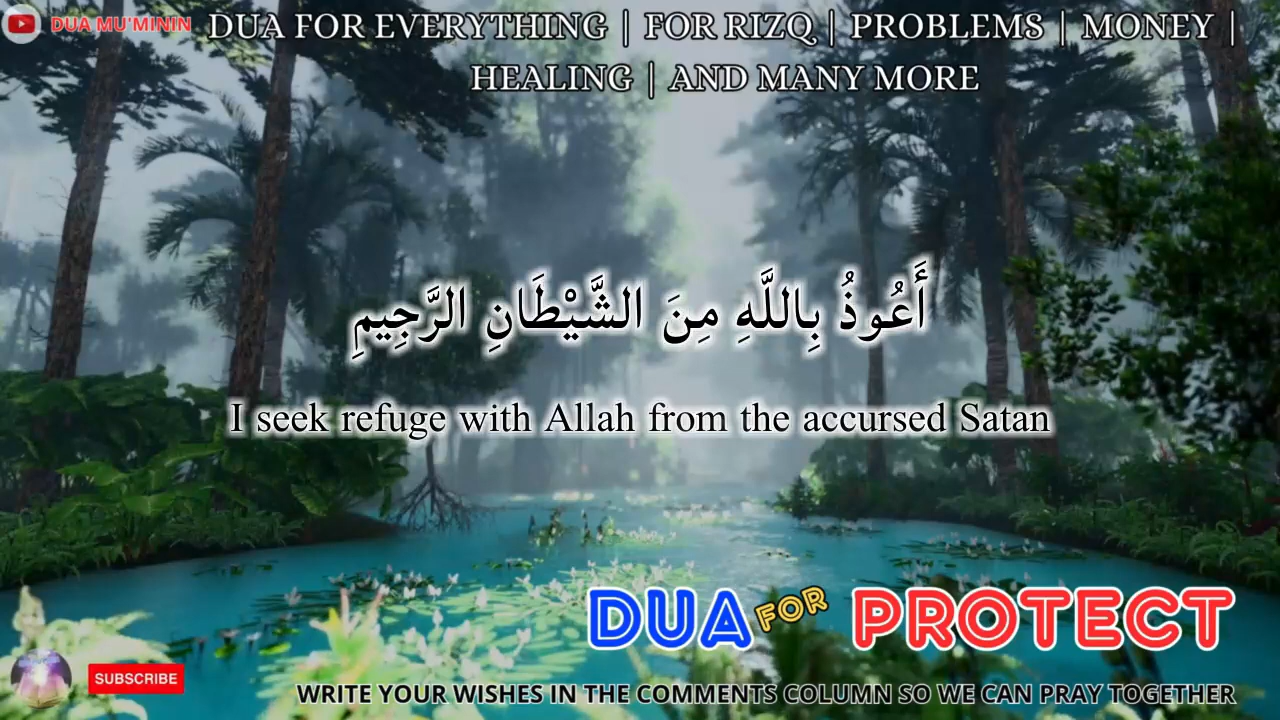 DUA MU'MININ
DUA FOR EVERYTHING | FOR RIZQ | PROBLEMS | MONEY |
HEALING | AND MANY MORE
أَعُوذُ بِاللَّهِ مِنَ الشَّيْطَانِ الرَّجِيمِ
I seek refuge with Allah from the accursed Satan
DUA FOR PROTECT
SUBSCRIBE
WRITE YOUR WISHES IN THE COMMENTS COLUMN SO WE CAN PRAY TOGETHER